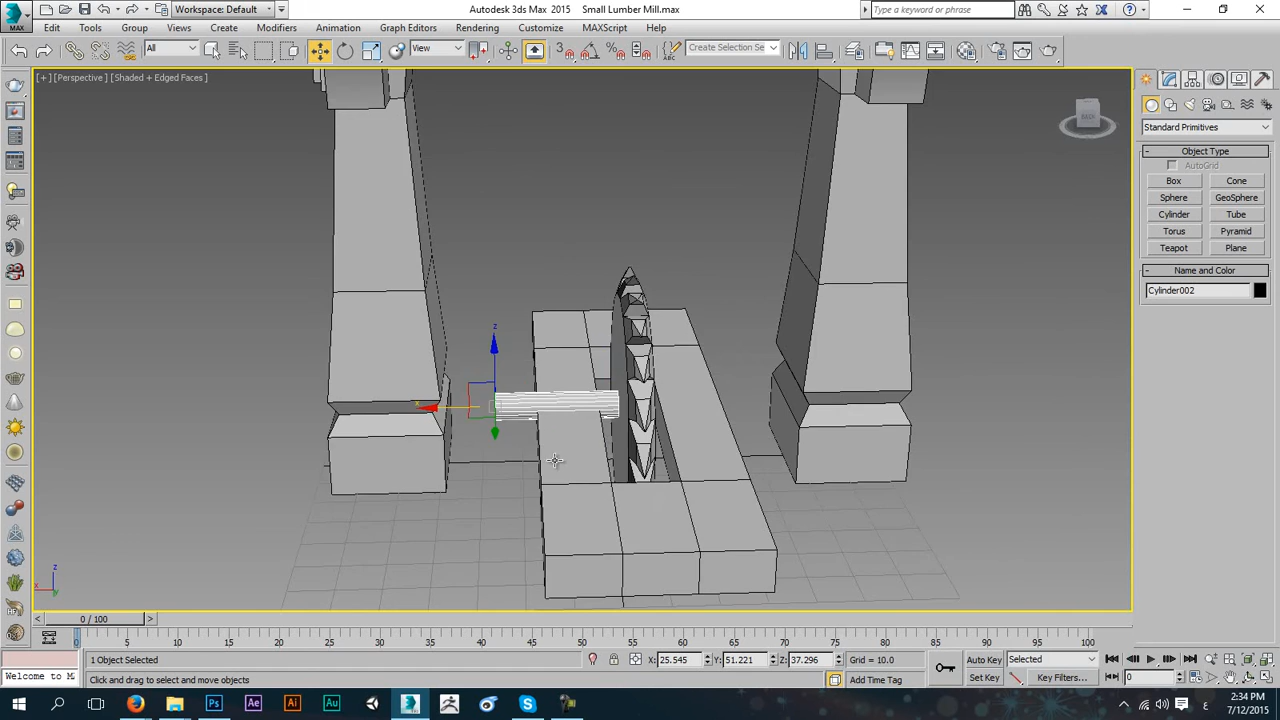 MAX
Workspace: Default
Autodesk 3ds Max 2015 Small Lumber Mill.max
Type a keyword or phrase
Edit Tools Group Views Create Modifiers Animation Graph Editors Rendering Customize MAXScript Help
All View Create Selection Se
[+] [Perspective] [Shaded + Edged Faces]
BACK
Standard Primitives
- Object Type
AutoGrid
Box Cone
Sphere GeoSphere
Cylinder Tube
Torus Pyramid
Teapot Plane
- Name and Color
Cylinder002
z
x
z
x
< 0 / 100 >
0 5 10 15 20 25 30 35 40 45 50 55 60 65 70 75 80 85 90 95 100
1 Object Selected X: 25.545 Y: 51.221 Z: 37.296 Grid = 10.0 Auto Key Selected
Welcome to M Click and drag to select and move objects Add Time Tag Set Key Key Filters... 0
Ps Ae Ai Au 2:34 PM
7/12/2015